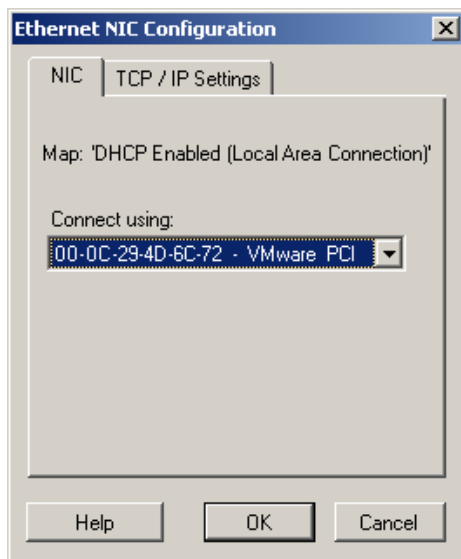 Ethernet NIC Configuration
NIC
TCP / IP Settings
Map: 'DHCP Enabled (Local Area Connection)'
Connect using:
00-0C-29-4D-6C-72 - VMware PCI
Help
OK
Cancel